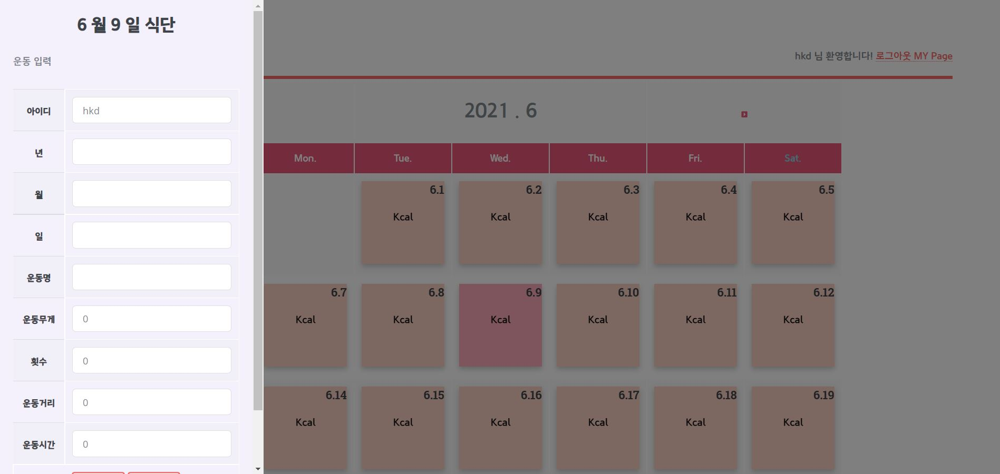 6 월 9 일 식단
운동 입력
아이디 hkd
년
월
일
운동명
운동무게 0
횟수 0
운동거리 0
운동시간 0
hkd 님 환영합니다! 로그아웃 MY Page
2021 . 6
Mon. Tue. Wed. Thu. Fri. Sat.
6.1 6.2 6.3 6.4 6.5
Kcal Kcal Kcal Kcal Kcal
6.7 6.8 6.9 6.10 6.11 6.12
Kcal Kcal Kcal Kcal Kcal Kcal
6.14 6.15 6.16 6.17 6.18 6.19
Kcal Kcal Kcal Kcal Kcal Kcal